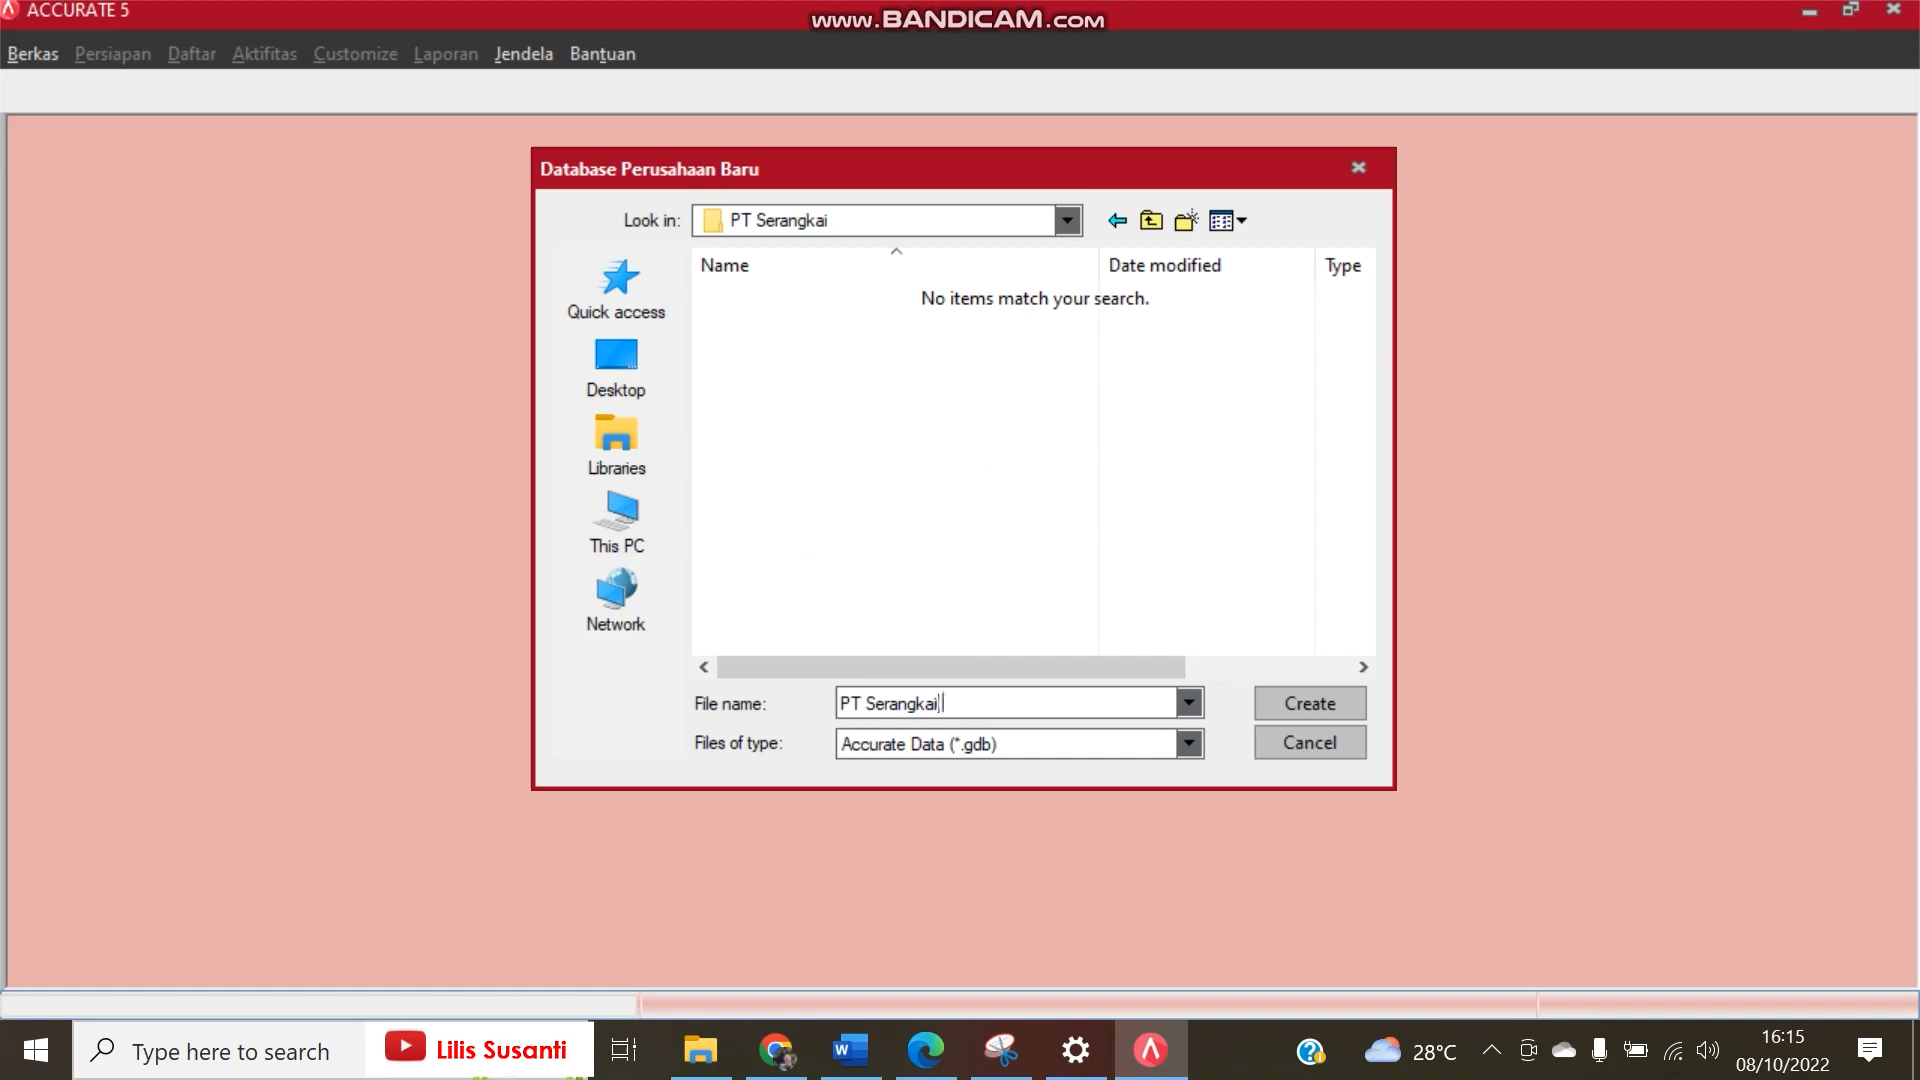 ACCURATE 5
www.BANDICAM.com
Berkas Persiapan Daftar Aktifitas Customize Laporan Jendela Bantuan
Database Perusahaan Baru
Look in: PT Serangkai
Name Date modified Type
No items match your search.
Quick access
Desktop
Libraries
This PC
Network
File name: PT Serangkai
Create
Files of type: Accurate Data (*.gdb)
Cancel
Type here to search
Lilis Susanti
28°C
16:15
08/10/2022